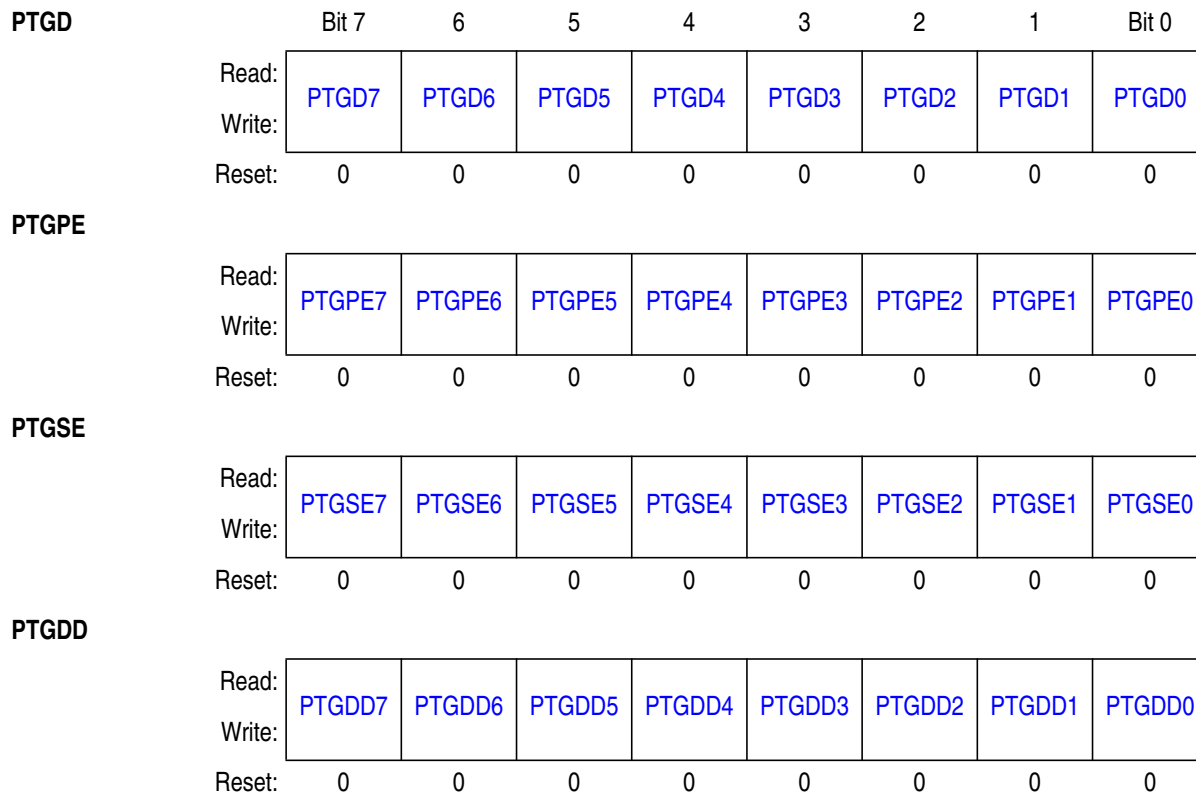 PTGD Bit 7 6 5 4 3 2 1 Bit 0
Read:
PTGD7 PTGD6 PTGD5 PTGD4 PTGD3 PTGD2 PTGD1 PTGD0
Write:
Reset: 0 0 0 0 0 0 0 0
PTGPE
Read:
PTGPE7 PTGPE6 PTGPE5 PTGPE4 PTGPE3 PTGPE2 PTGPE1 PTGPE0
Write:
Reset: 0 0 0 0 0 0 0 0
PTGSE
Read:
PTGSE7 PTGSE6 PTGSE5 PTGSE4 PTGSE3 PTGSE2 PTGSE1 PTGSE0
Write:
Reset: 0 0 0 0 0 0 0 0
PTGDD
Read:
PTGDD7 PTGDD6 PTGDD5 PTGDD4 PTGDD3 PTGDD2 PTGDD1 PTGDD0
Write:
Reset: 0 0 0 0 0 0 0 0